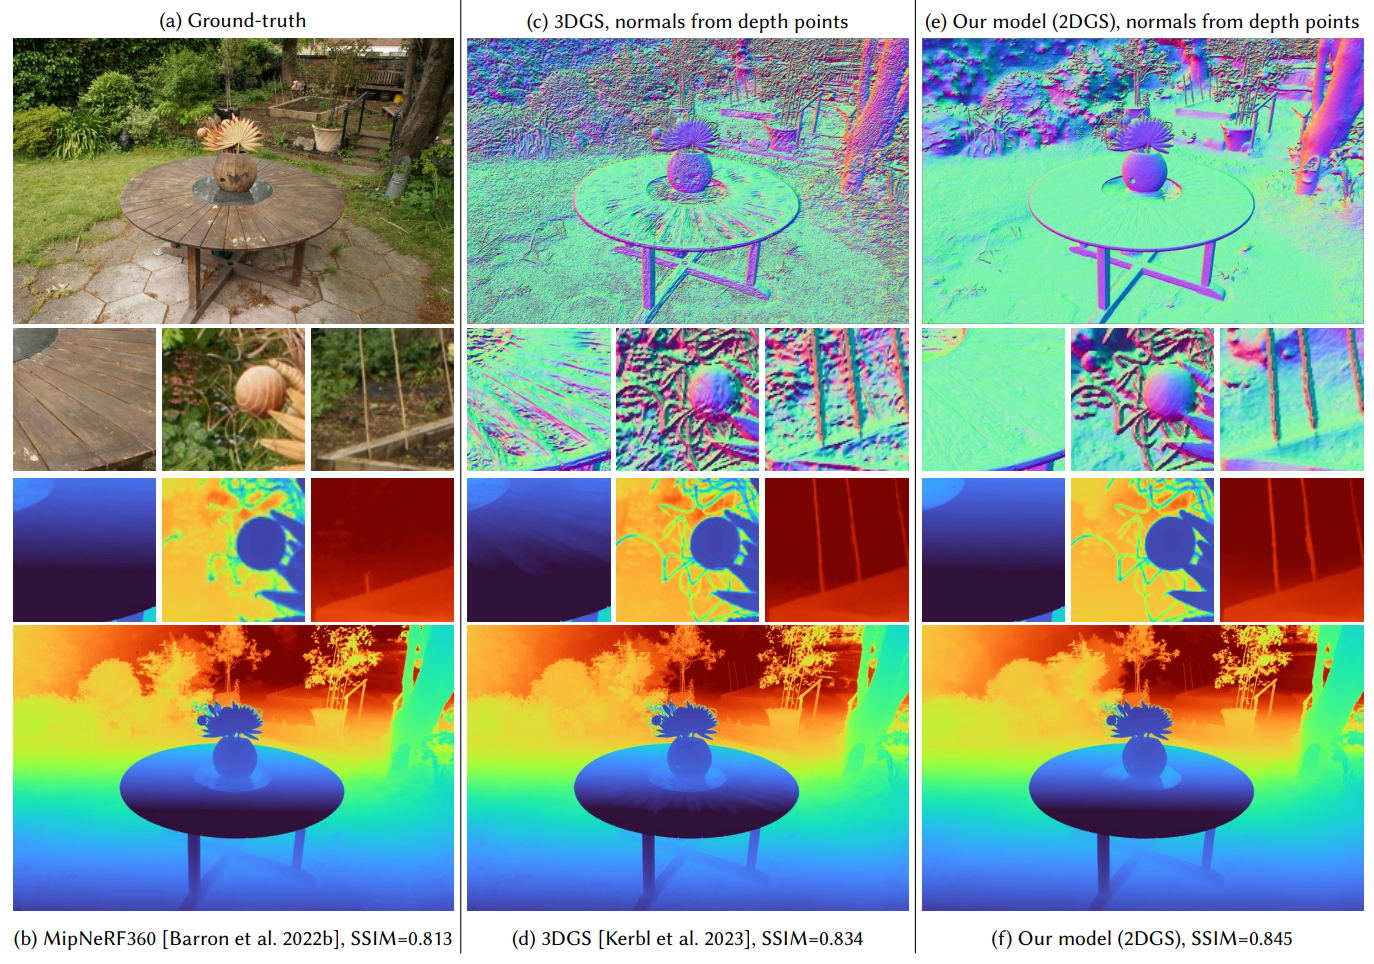 (a) Ground-truth
(c) 3DGS, normals from depth points
(e) Our model (2DGS), normals from depth points
(b) MipNeRF360 [Barron et al. 2022b], SSIM=0.813
(d) 3DGS [Kerbl et al. 2023], SSIM=0.834
(f) Our model (2DGS), SSIM=0.845